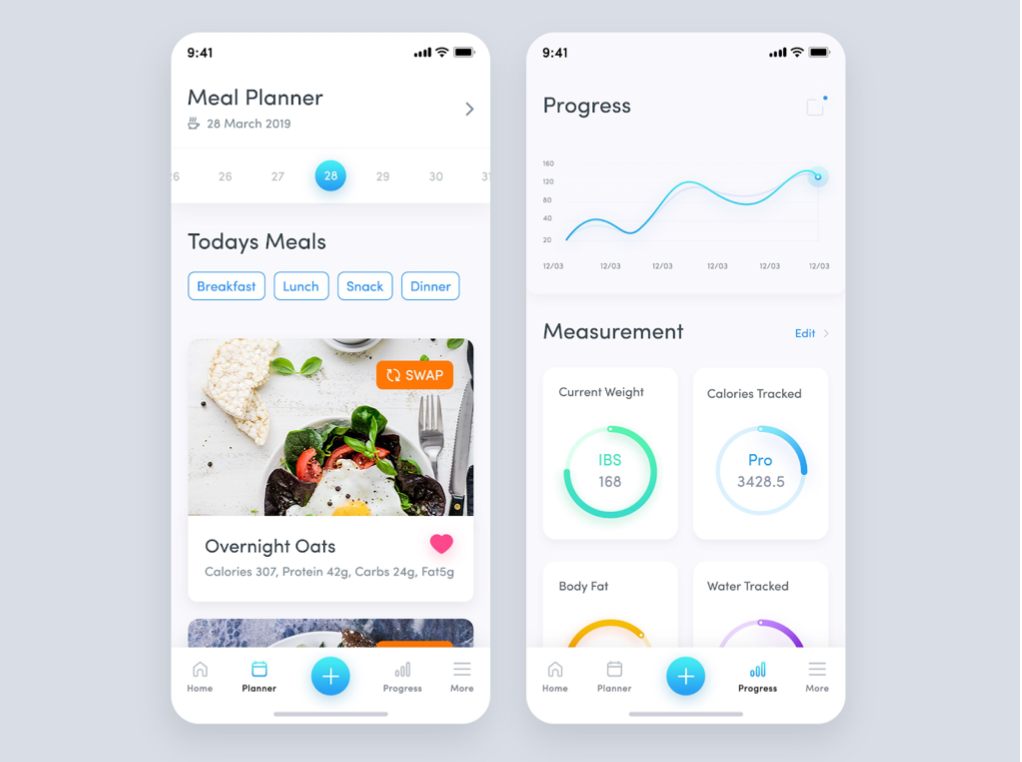 9:41
Meal Planner
28 March 2019
26 26 27 28 29 30 31
Todays Meals
Breakfast Lunch Snack Dinner
SWAP
Overnight Oats
Calories 307, Protein 42g, Carbs 24g, Fat5g
Home Planner Progress More
9:41
Progress
160
120
80
40
20
12/03 12/03 12/03 12/03 12/03 12/03
Measurement Edit
Current Weight
IBS
168
Calories Tracked
Pro
3428.5
Body Fat
Water Tracked
Home Planner Progress More